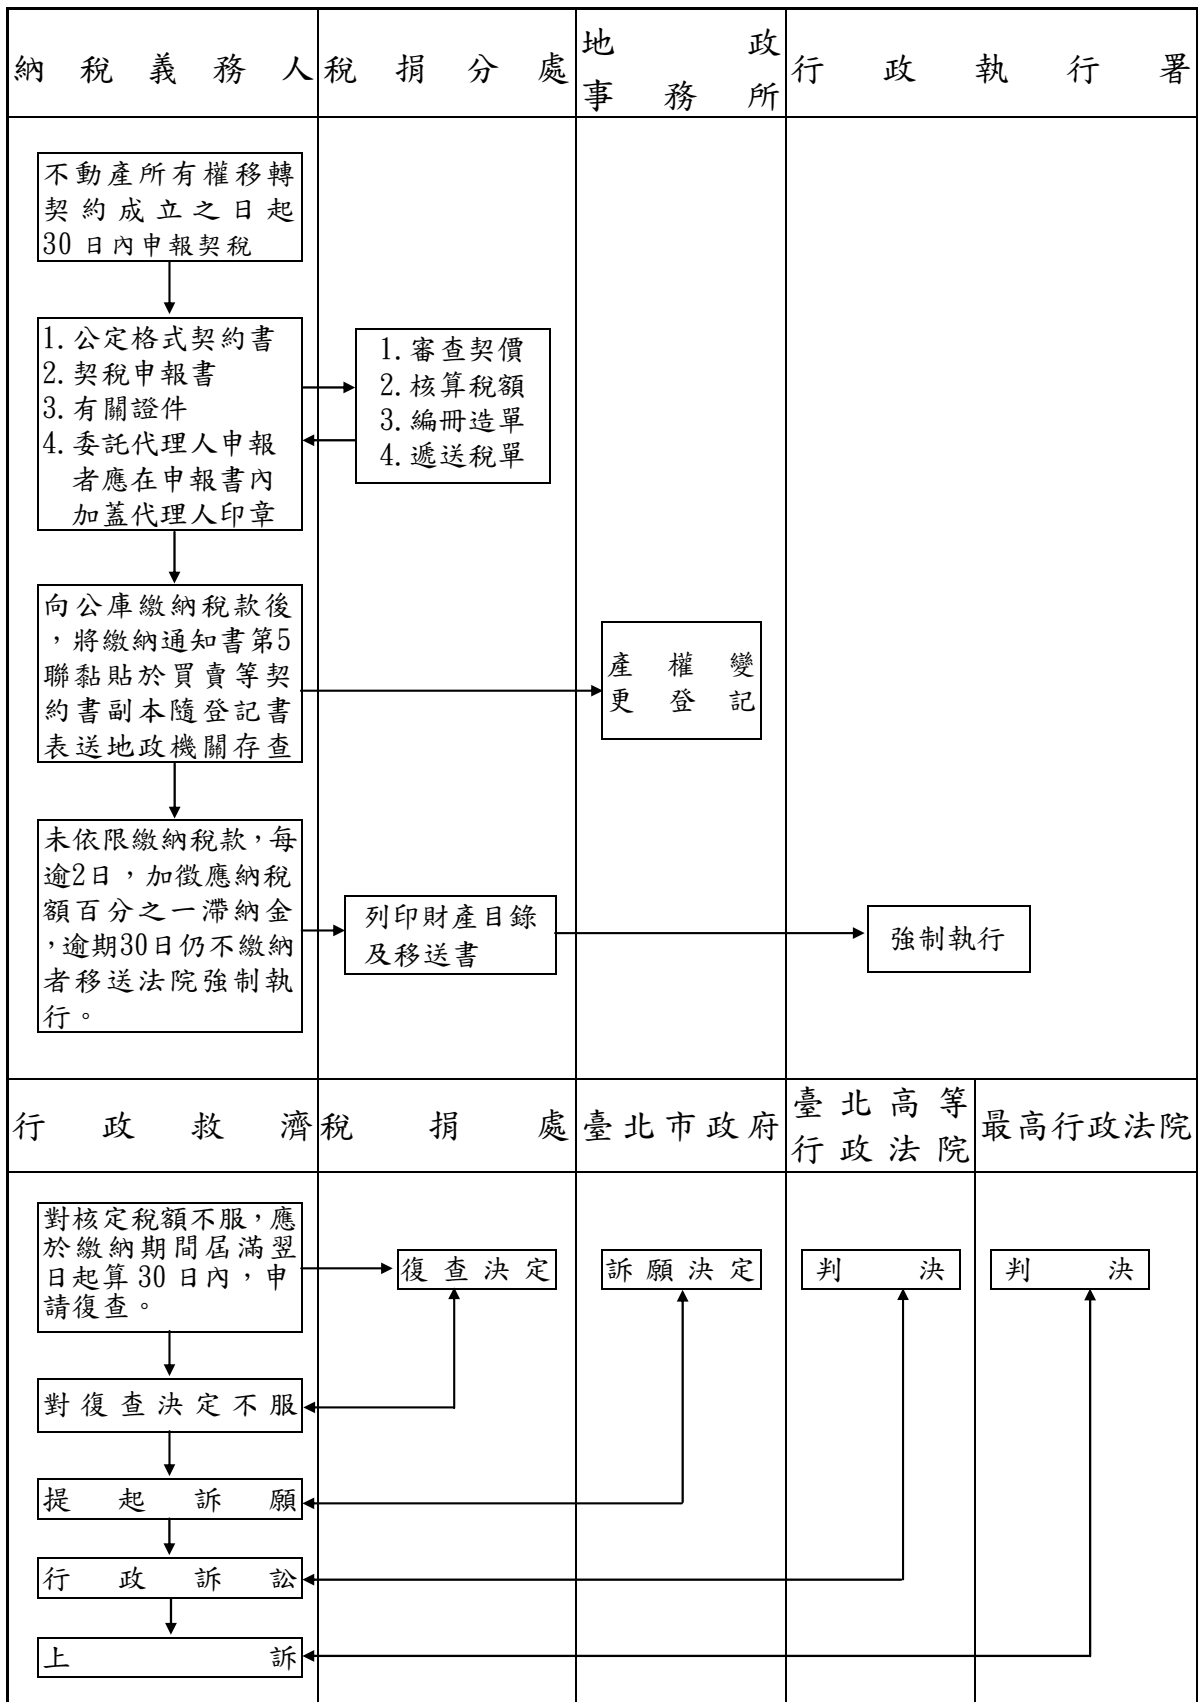 納稅義務人
稅捐分處
地政
事務所
行政執行署
不動產所有權移轉
契約成立之日起
30日內申報契稅
1.公定格式契約書
2.契稅申報書
3.有關證件
4.委託代理人申報
者應在申報書內
加蓋代理人印章
1.審查契價
2.核算稅額
3.編冊造單
4.遞送稅單
向公庫繳納稅款後
，將繳納通知書第5
聯黏貼於買賣等契
約書副本隨登記書
表送地政機關存查
產權變
更登記
未依限繳納稅款，每
逾2日，加徵應納稅
額百分之一滯納金
，逾期30日仍不繳納
者移送法院強制執
行。
列印財產目錄
及移送書
強制執行
行政救濟
稅捐處
臺北市政府
臺北高等
行政法院
最高行政法院
對核定稅額不服，應
於繳納期間屆滿翌
日起算30日內，申
請復查。
復查決定
訴願決定
判決
判決
對復查決定不服
提起訴願
行政訴訟
上訴